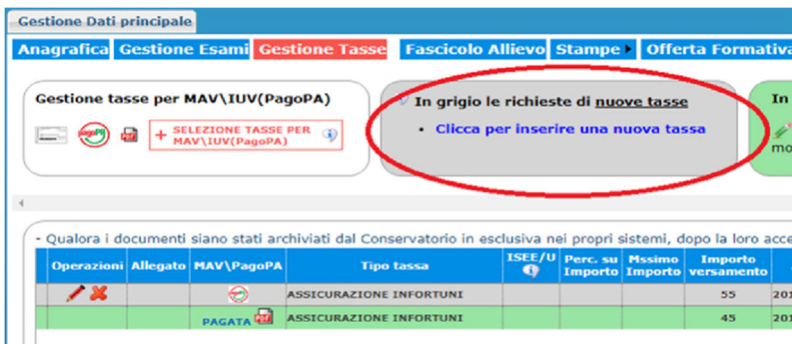 Gestione Dati principale
Anagrafica Gestione Esami Gestione Tasse Fascicolo Allievo Stampe Offerta Formativa
Gestione tasse per MAV\IUV(PagoPA)
pagoPA
+ SELEZIONE TASSE PER
MAV\IUV(PagoPA)
In grigio le richieste di nuove tasse
• Clicca per inserire una nuova tassa
In
mo
- Qualora i documenti siano stati archiviati dal Conservatorio in esclusiva nei propri sistemi, dopo la loro acce
Operazioni Allegato MAV\PagoPA Tipo tassa ISEE/U Perc. su Importo Mssimo Importo Importo versamento
ASSICURAZIONE INFORTUNI 55 201
PAGATA ASSICURAZIONE INFORTUNI 45 201